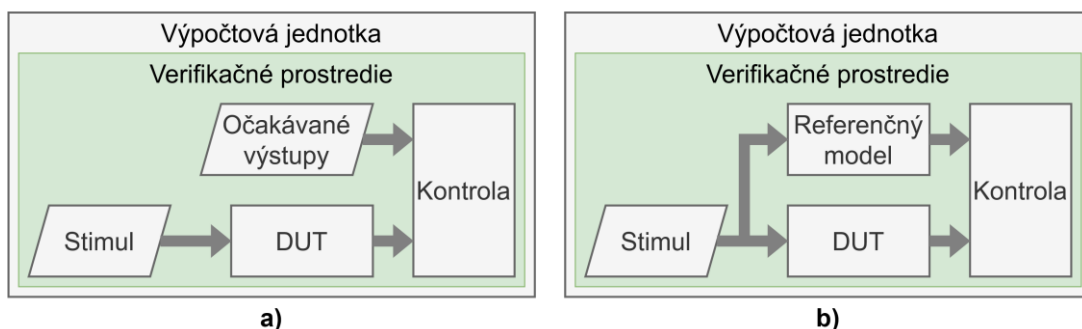 Výpočtová jednotka
Verifikačné prostredie
Očakávané
výstupy
Kontrola
Stimul
DUT
a)
Výpočtová jednotka
Verifikačné prostredie
Referenčný
model
Kontrola
Stimul
DUT
b)